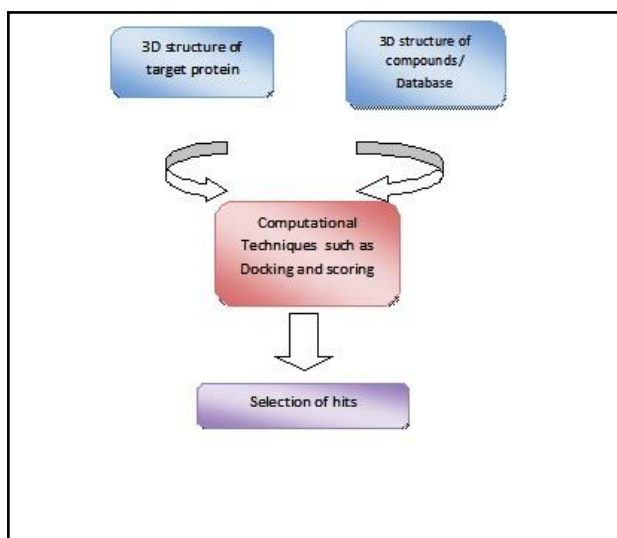 3D structure of
target protein
3D structure of
compounds/
Database
Computational
Techniques such as
Docking and scoring
Selection of hits